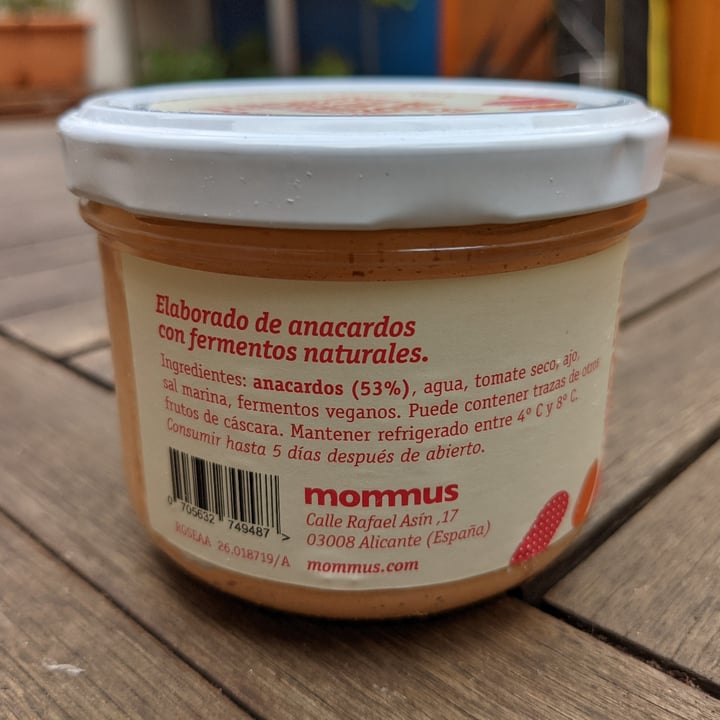 Elaborado de anacardos
con fermentos naturales.
Ingredientes: anacardos (53%), agua, tomate seco, ajo,
sal marina, fermentos veganos. Puede contener trazas de otros
frutos de cáscara. Mantener refrigerado entre 4º C y 8º C.
Consumir hasta 5 días después de abierto.
0 705632 749487 >
mommus
Calle Rafael Asín ,17
03008 Alicante (España)
RGSEAA 26.018719/A
mommus.com